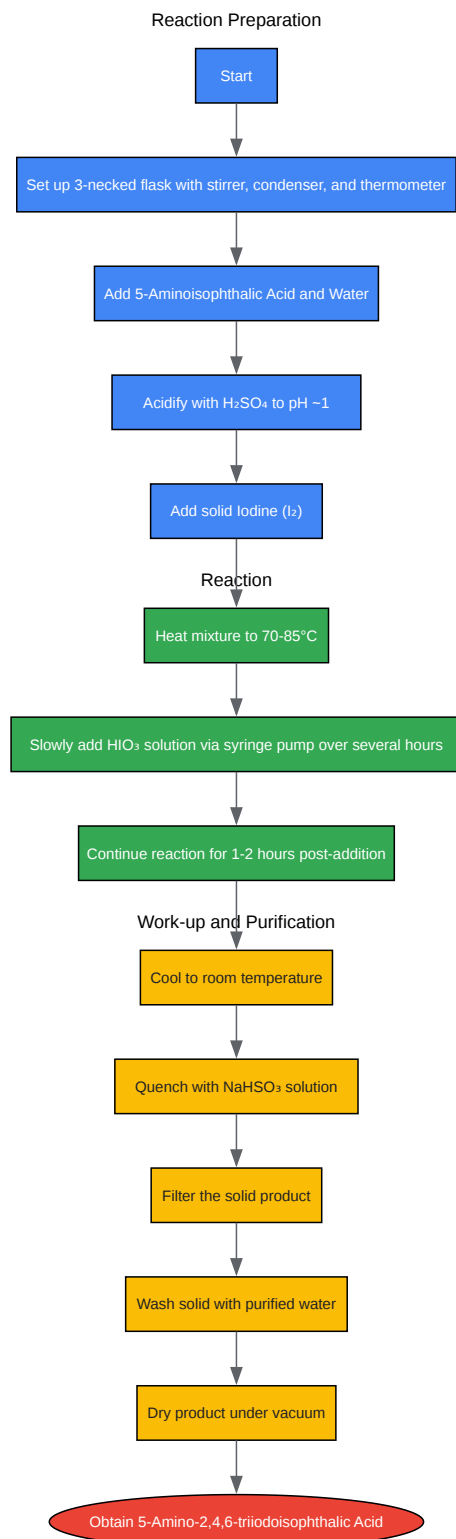 Reaction Preparation
Start
Set up 3-necked flask with stirrer, condenser, and thermometer
Add 5-Aminoisophthalic Acid and Water
Acidify with H₂SO₄ to pH ~1
Add solid Iodine (I₂)
Reaction
Heat mixture to 70-85°C
Slowly add HIO₃ solution via syringe pump over several hours
Continue reaction for 1-2 hours post-addition
Work-up and Purification
Cool to room temperature
Quench with NaHSO₃ solution
Filter the solid product
Wash solid with purified water
Dry product under vacuum
Obtain 5-Amino-2,4,6-triiodoisophthalic Acid